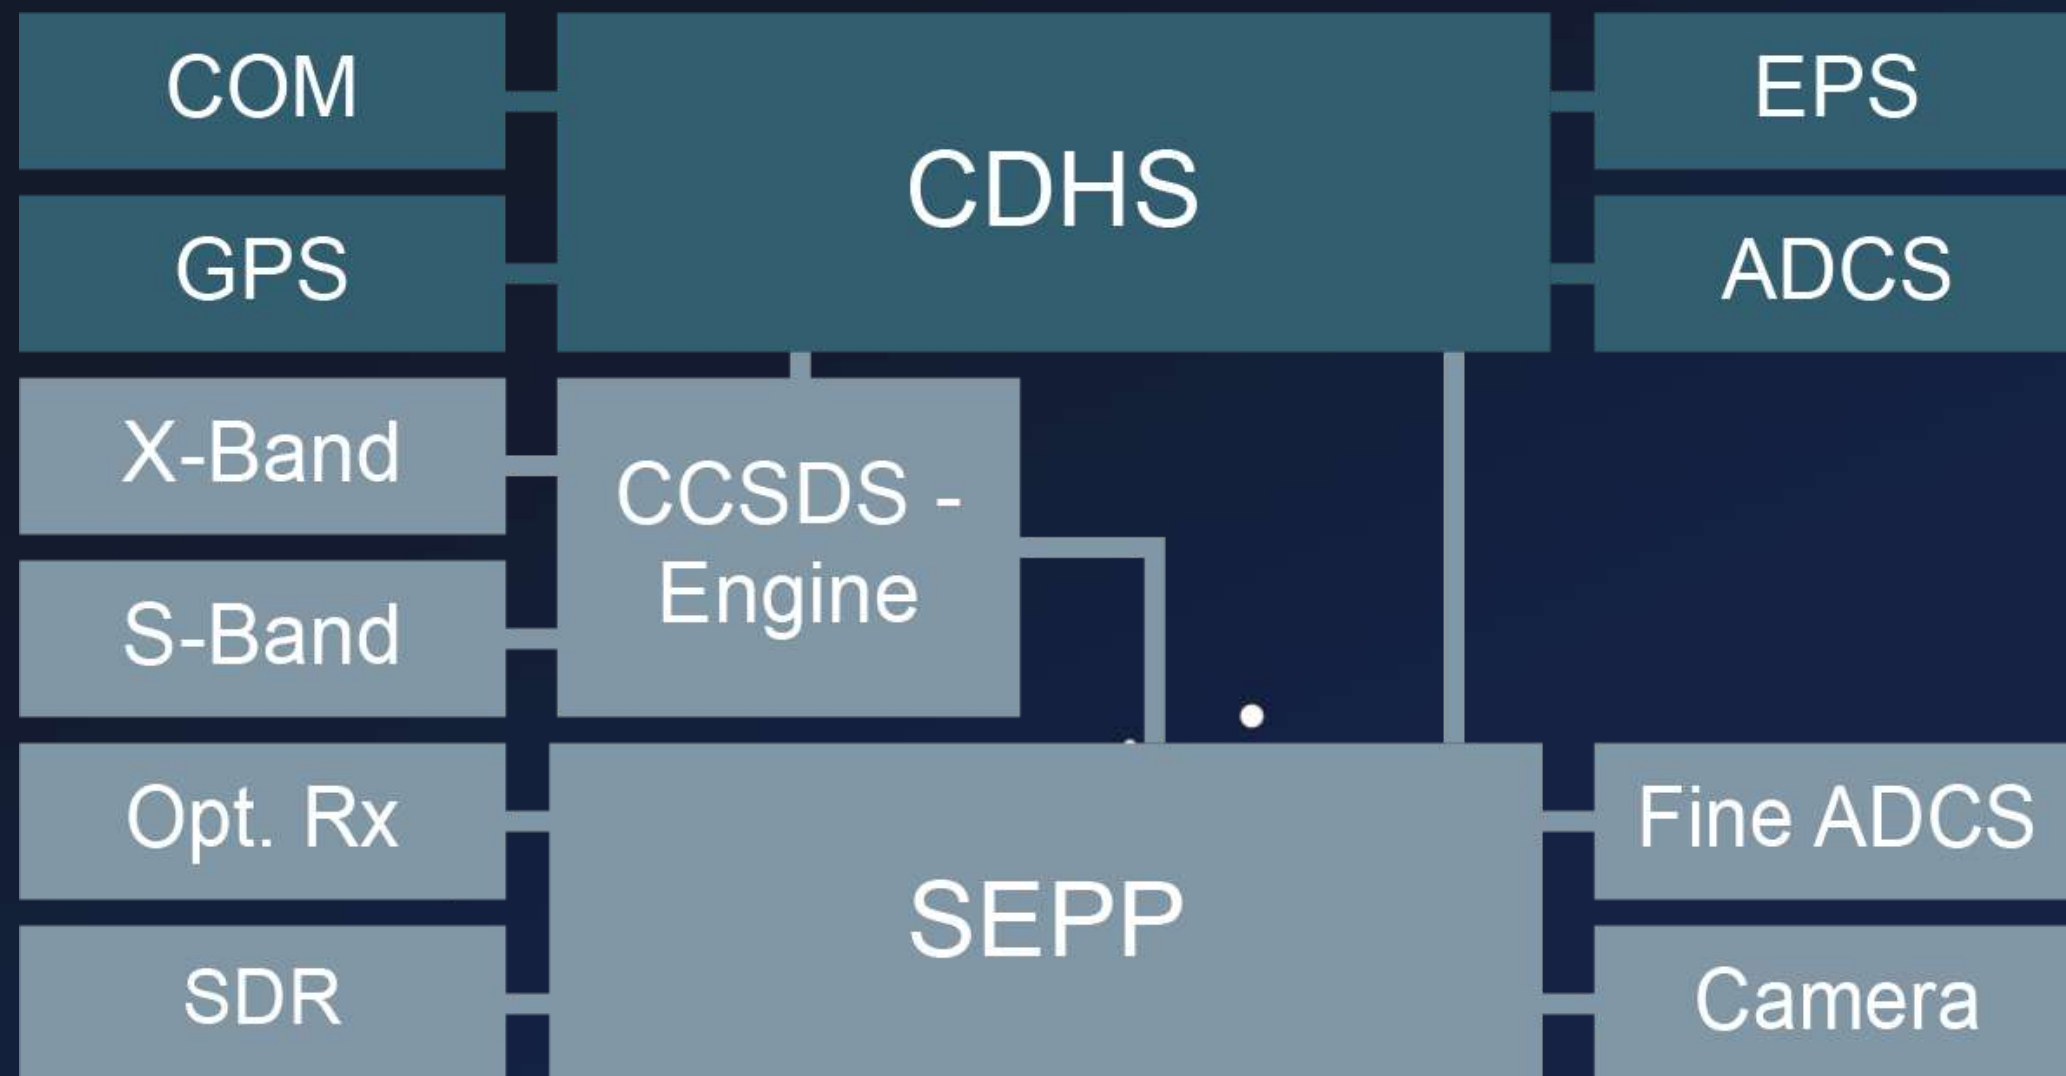 COM
CDHS
EPS
GPS
ADCS
X-Band
CCSDS -
Engine
S-Band
Opt. Rx
SEPP
Fine ADCS
SDR
Camera